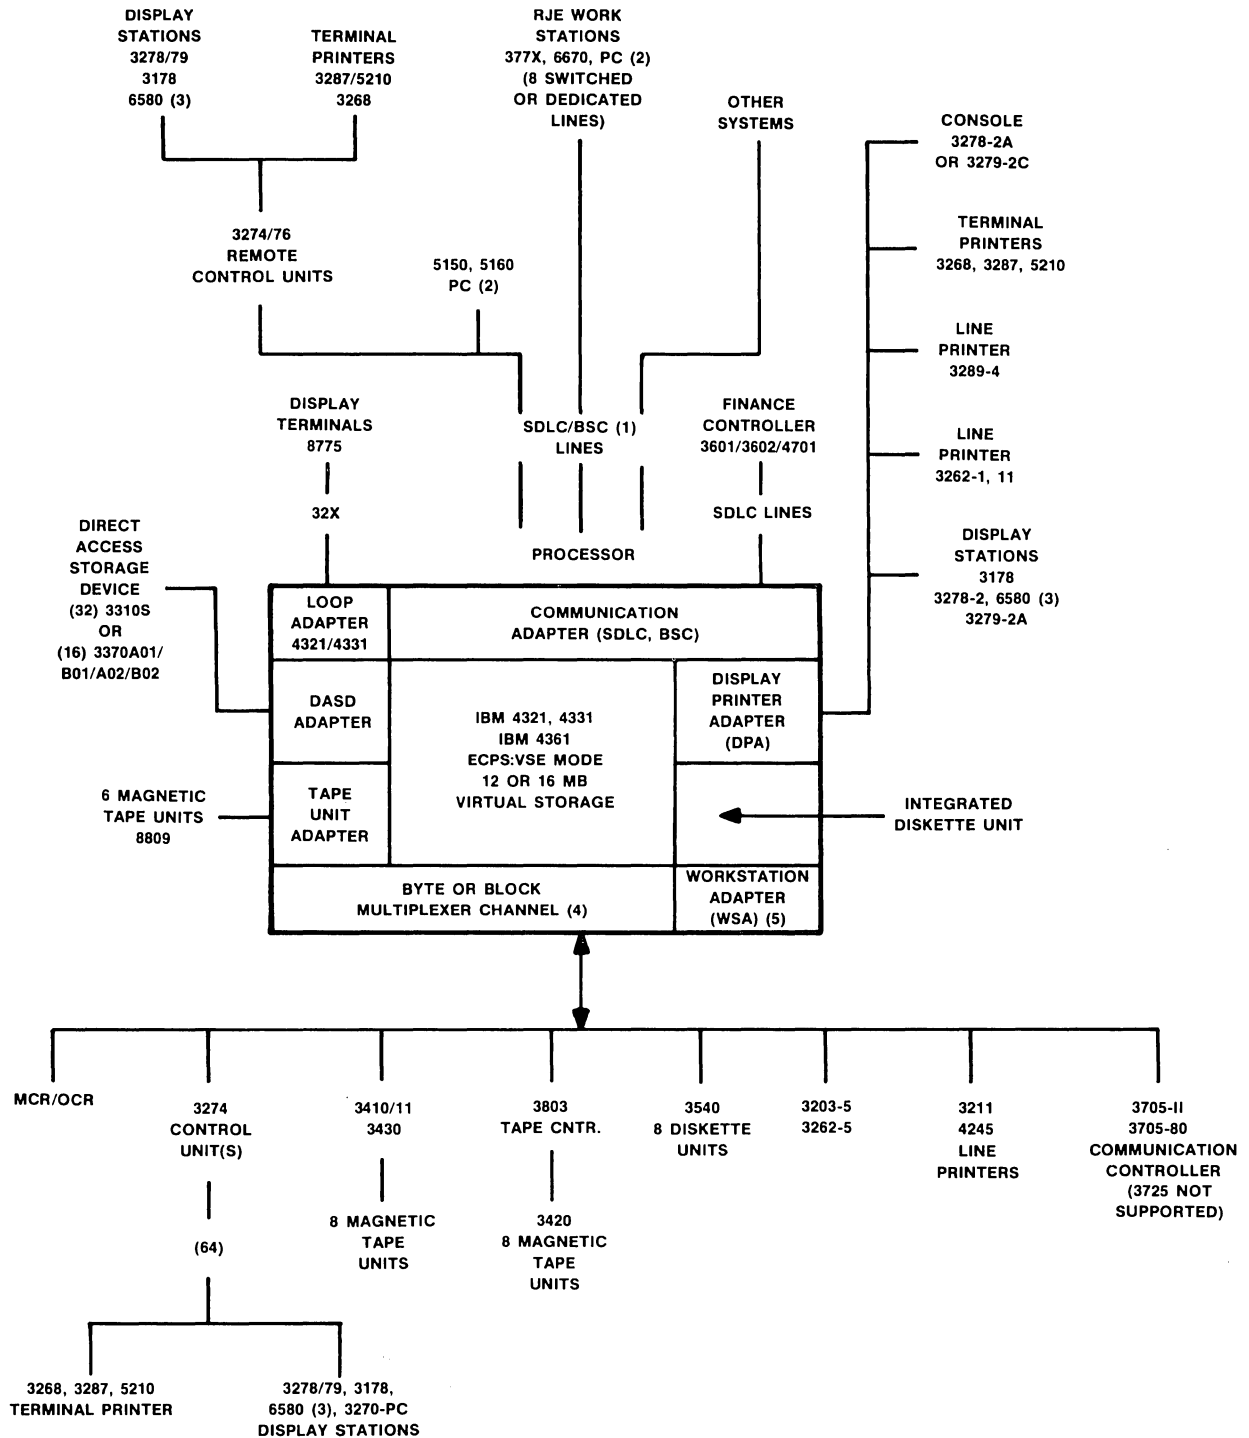 DISPLAY
STATIONS
3278/79
3178
6580 (3)
TERMINAL
PRINTERS
3287/5210
3268
RJE WORK
STATIONS
377X, 6670, PC (2)
(8 SWITCHED
OR DEDICATED
LINES)
OTHER
SYSTEMS
CONSOLE
3278-2A
OR 3279-2C
TERMINAL
PRINTERS
3268, 3287, 5210
LINE
PRINTER
3289-4
LINE
PRINTER
3262-1, 11
DISPLAY
STATIONS
3178
3278-2, 6580 (3)
3279-2A
3274/76
REMOTE
CONTROL UNITS
5150, 5160
PC (2)
DISPLAY
TERMINALS
8775
32X
SDLC/BSC (1)
LINES
FINANCE
CONTROLLER
3601/3602/4701
SDLC LINES
PROCESSOR
DIRECT
ACCESS
STORAGE
DEVICE
(32) 3310S
OR
(16) 3370A01/
B01/A02/B02
LOOP
ADAPTER
4321/4331
COMMUNICATION
ADAPTER (SDLC, BSC)
DASD
ADAPTER
IBM 4321, 4331
IBM 4361
ECPS:VSE MODE
12 OR 16 MB
VIRTUAL STORAGE
DISPLAY
PRINTER
ADAPTER
(DPA)
6 MAGNETIC
TAPE UNITS
8809
TAPE
UNIT
ADAPTER
INTEGRATED
DISKETTE UNIT
BYTE OR BLOCK
MULTIPLEXER CHANNEL (4)
WORKSTATION
ADAPTER
(WSA) (5)
MCR/OCR
3274
CONTROL
UNIT(S)
(64)
3268, 3287, 5210
TERMINAL PRINTER
3278/79, 3178,
6580 (3), 3270-PC
DISPLAY STATIONS
3410/11
3430
8 MAGNETIC
TAPE
UNITS
3803
TAPE CNTR.
3420
8 MAGNETIC
TAPE
UNITS
3540
8 DISKETTE
UNITS
3203-5
3262-5
3211
4245
LINE
PRINTERS
3705-II
3705-80
COMMUNICATION
CONTROLLER
(3725 NOT
SUPPORTED)